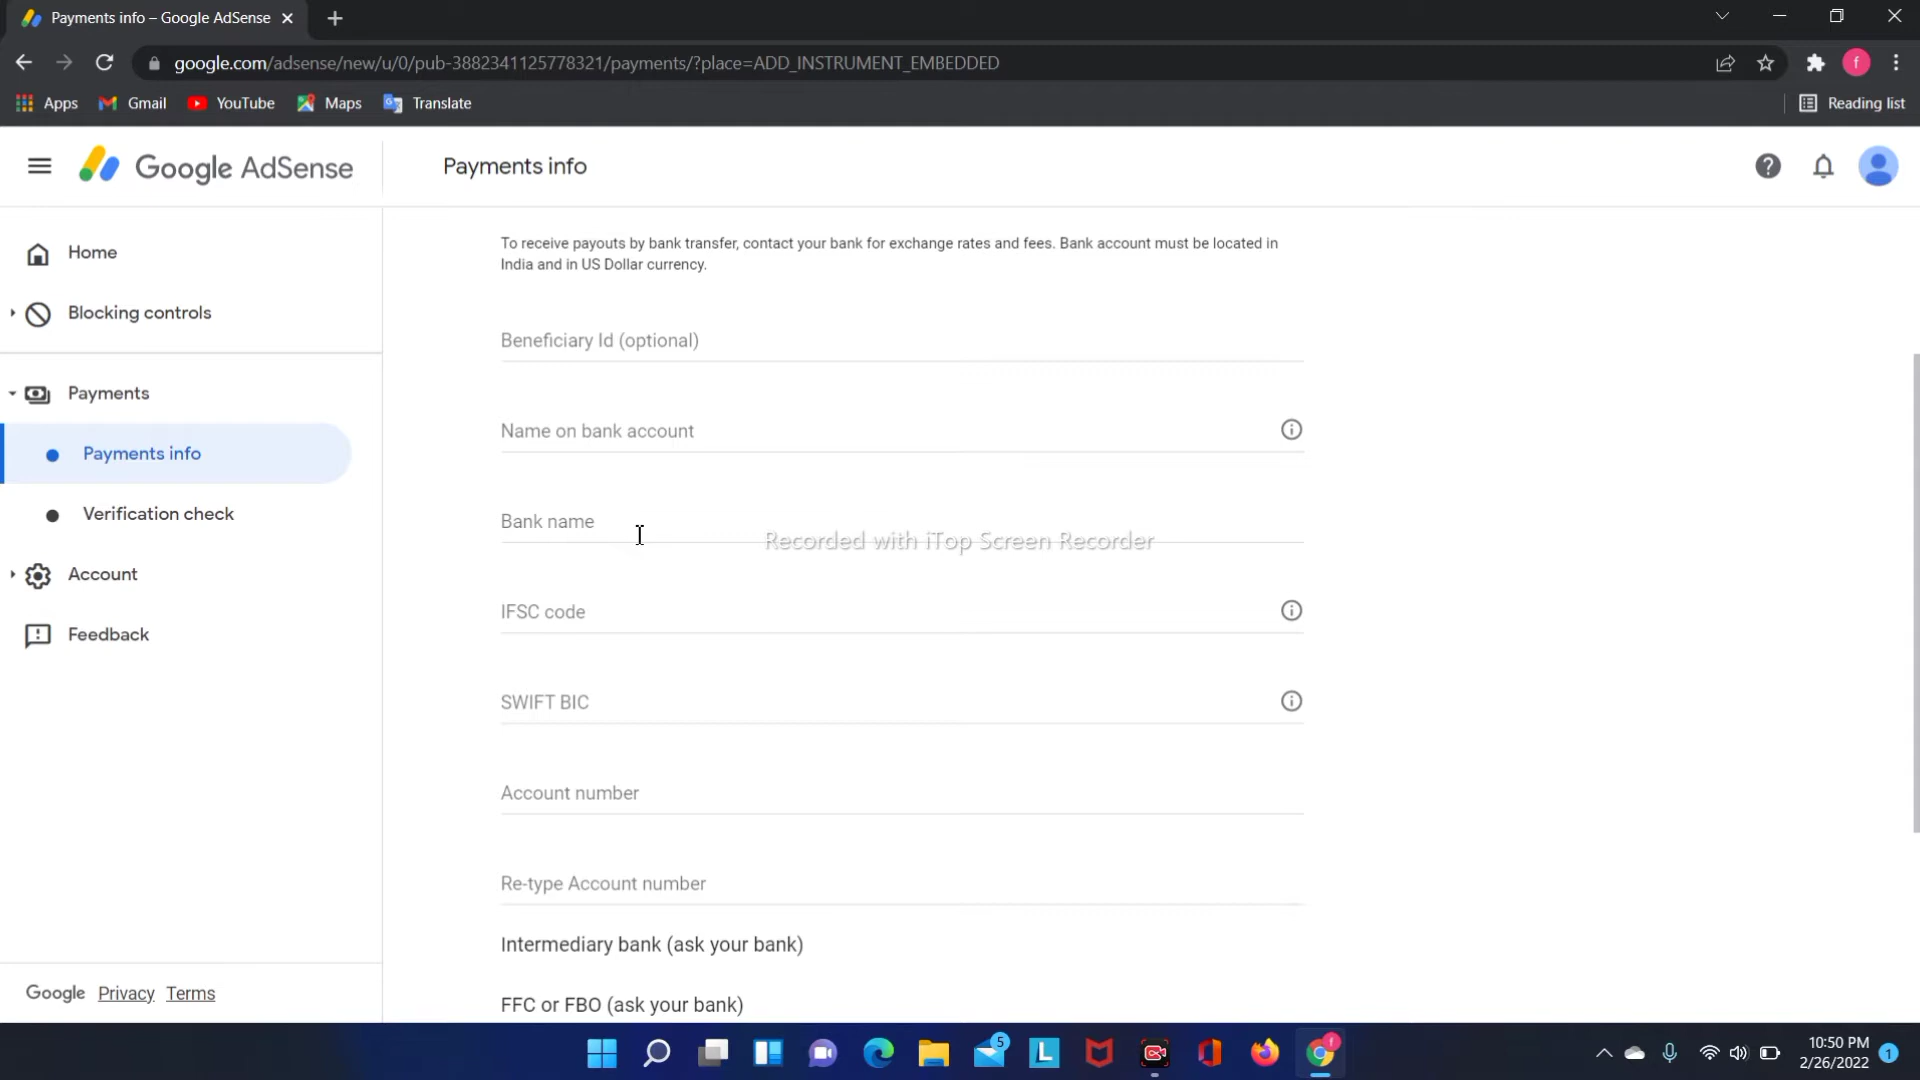 Payments info – Google AdSense
google.com/adsense/new/u/0/pub-3882341125778321/payments/?place=ADD_INSTRUMENT_EMBEDDED
f
Apps
Gmail
YouTube
Maps
Translate
Reading list
Google AdSense
Payments info
Home
Blocking controls
Payments
Payments info
Verification check
Account
Feedback
Google Privacy Terms
To receive payouts by bank transfer, contact your bank for exchange rates and fees. Bank account must be located in
India and in US Dollar currency.
Beneficiary Id (optional)
Name on bank account
Bank name
Recorded with iTop Screen Recorder
IFSC code
SWIFT BIC
Account number
Re-type Account number
Intermediary bank (ask your bank)
FFC or FBO (ask your bank)
5
L
f
10:50 PM
2/26/2022
1